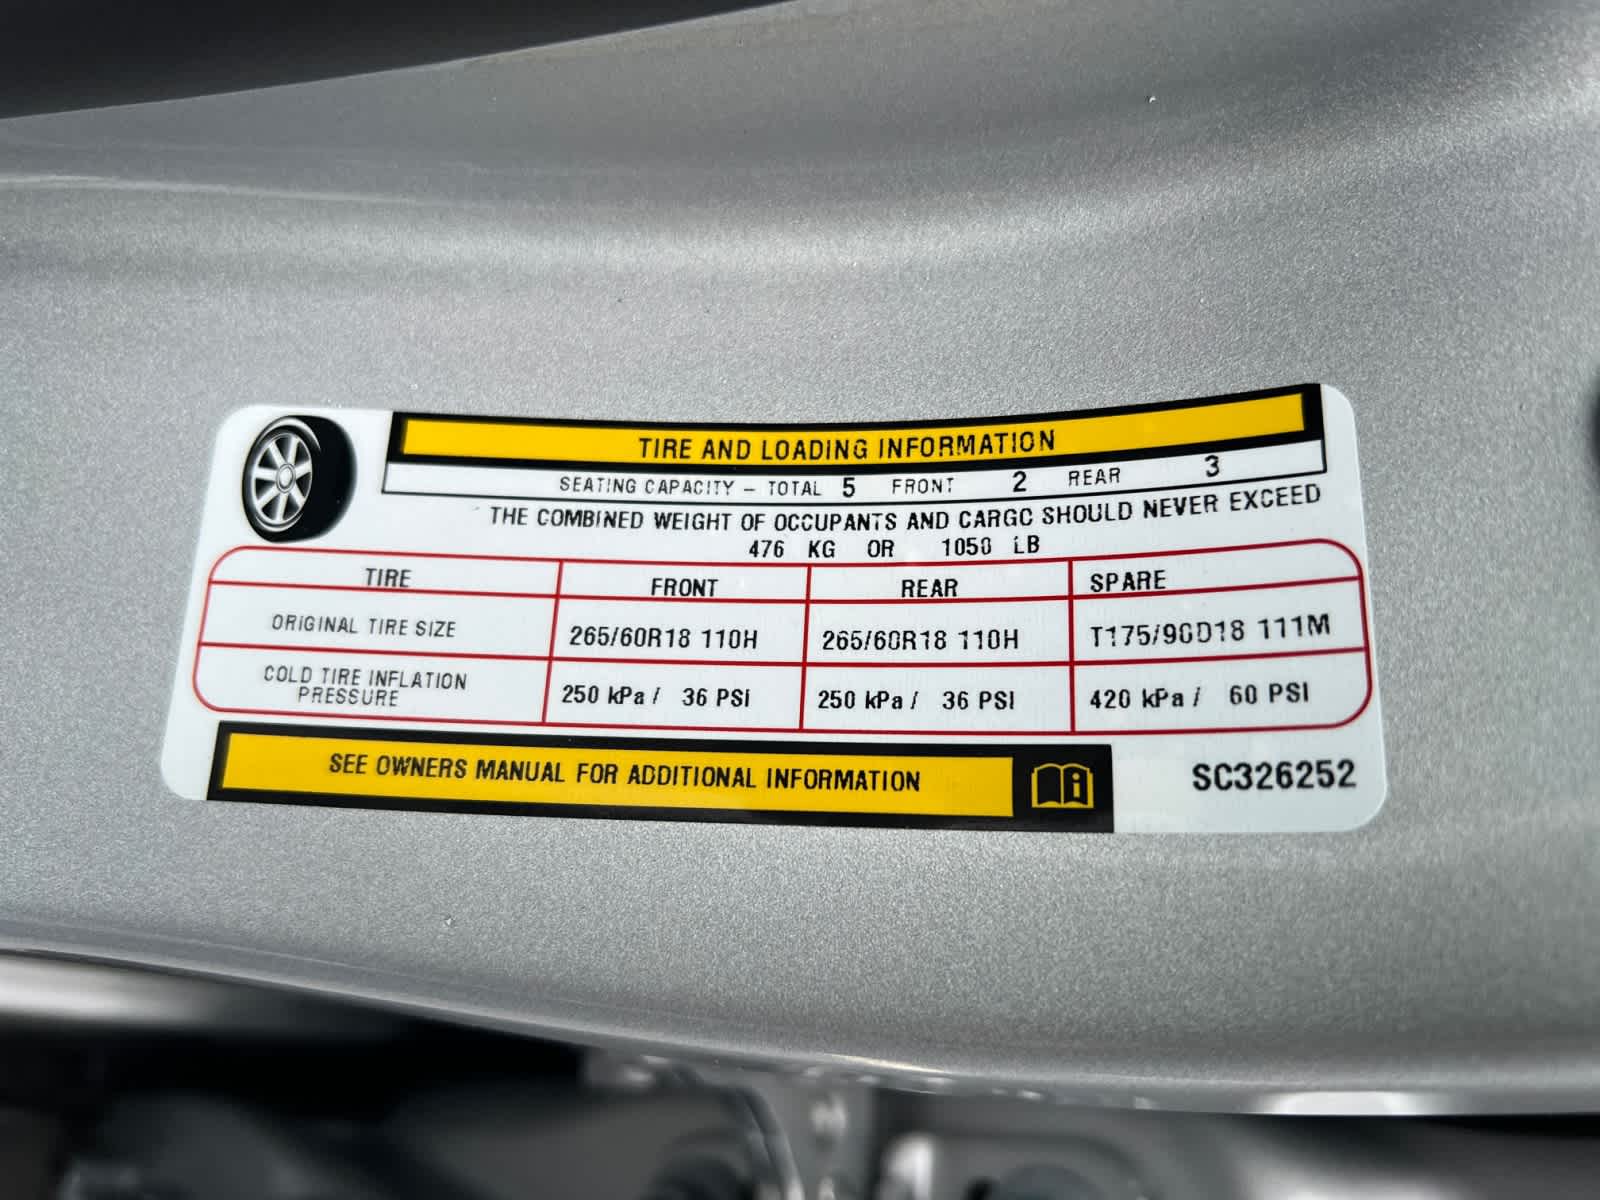 TIRE AND LOADING INFORMATION
SEATING CAPACITY – TOTAL 5 FRONT 2 REAR 3
THE COMBINED WEIGHT OF OCCUPANTS AND CARGO SHOULD NEVER EXCEED
476 KG OR 1050 LB
TIRE FRONT REAR SPARE
ORIGINAL TIRE SIZE 265/60R18 110H 265/60R18 110H T175/90D18 111M
COLD TIRE INFLATION
PRESSURE 250 kPa / 36 PSI 250 kPa / 36 PSI 420 kPa / 60 PSI
SEE OWNERS MANUAL FOR ADDITIONAL INFORMATION
SC326252